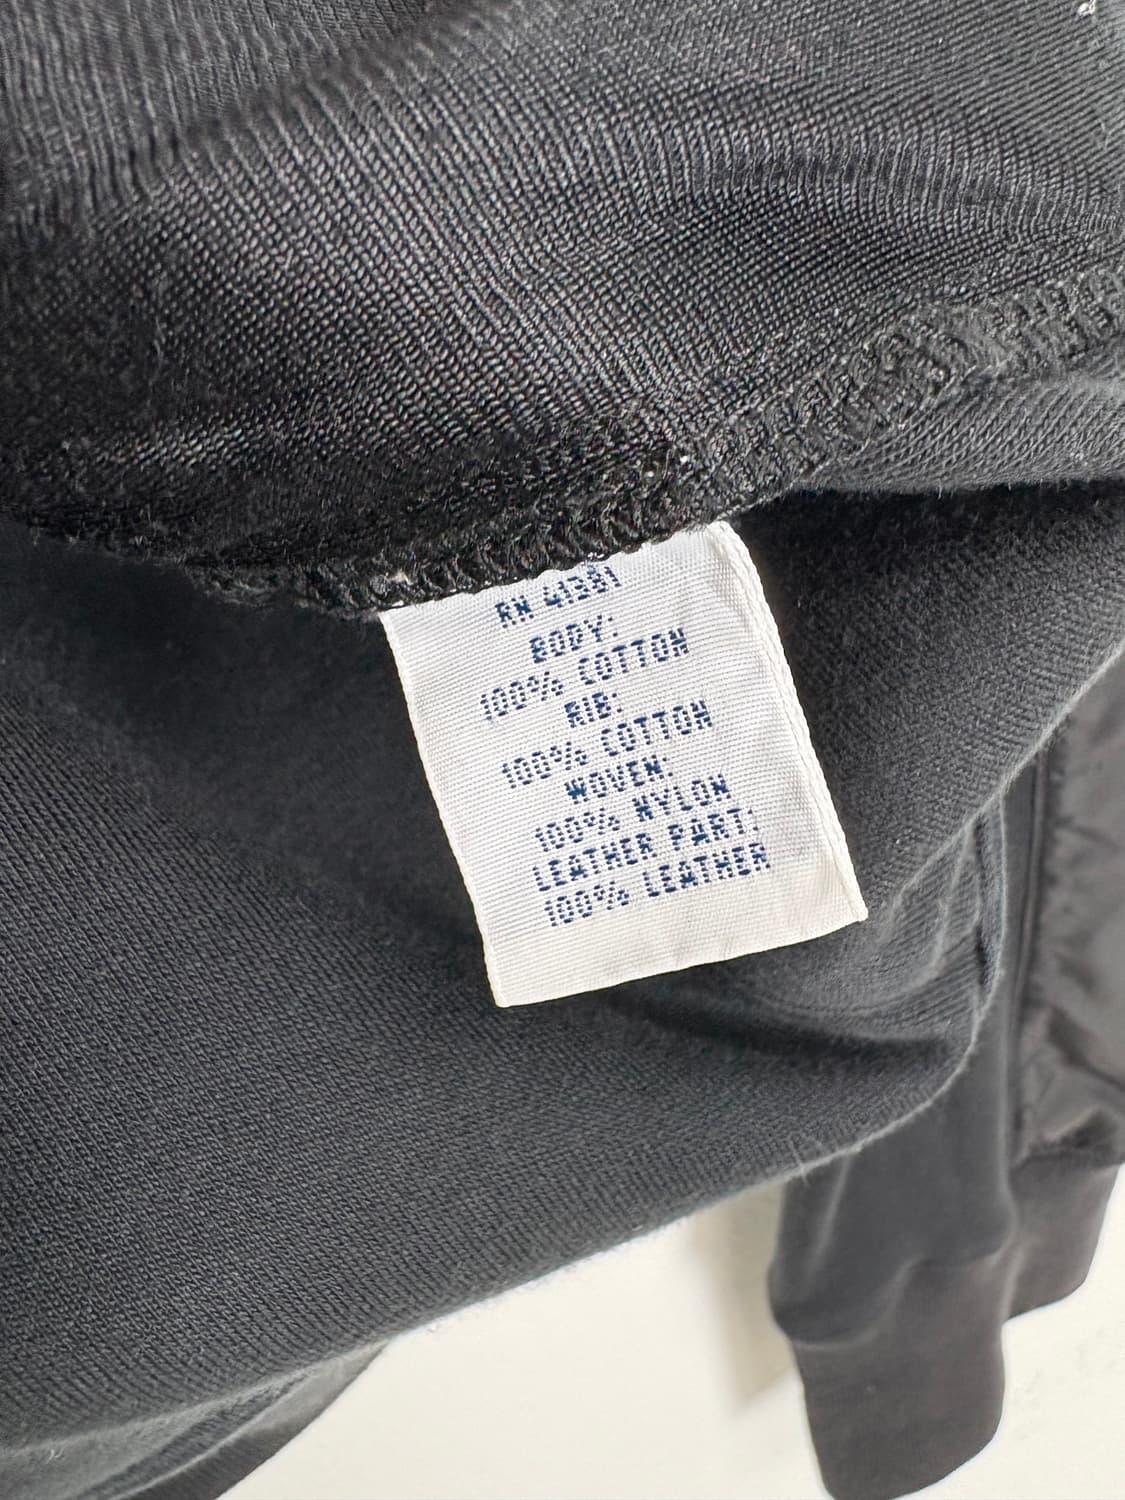 RN 41381
BODY:
100% COTTON
RIB:
100% COTTON
WOVEN:
100% NYLON
LEATHER PART:
100% LEATHER